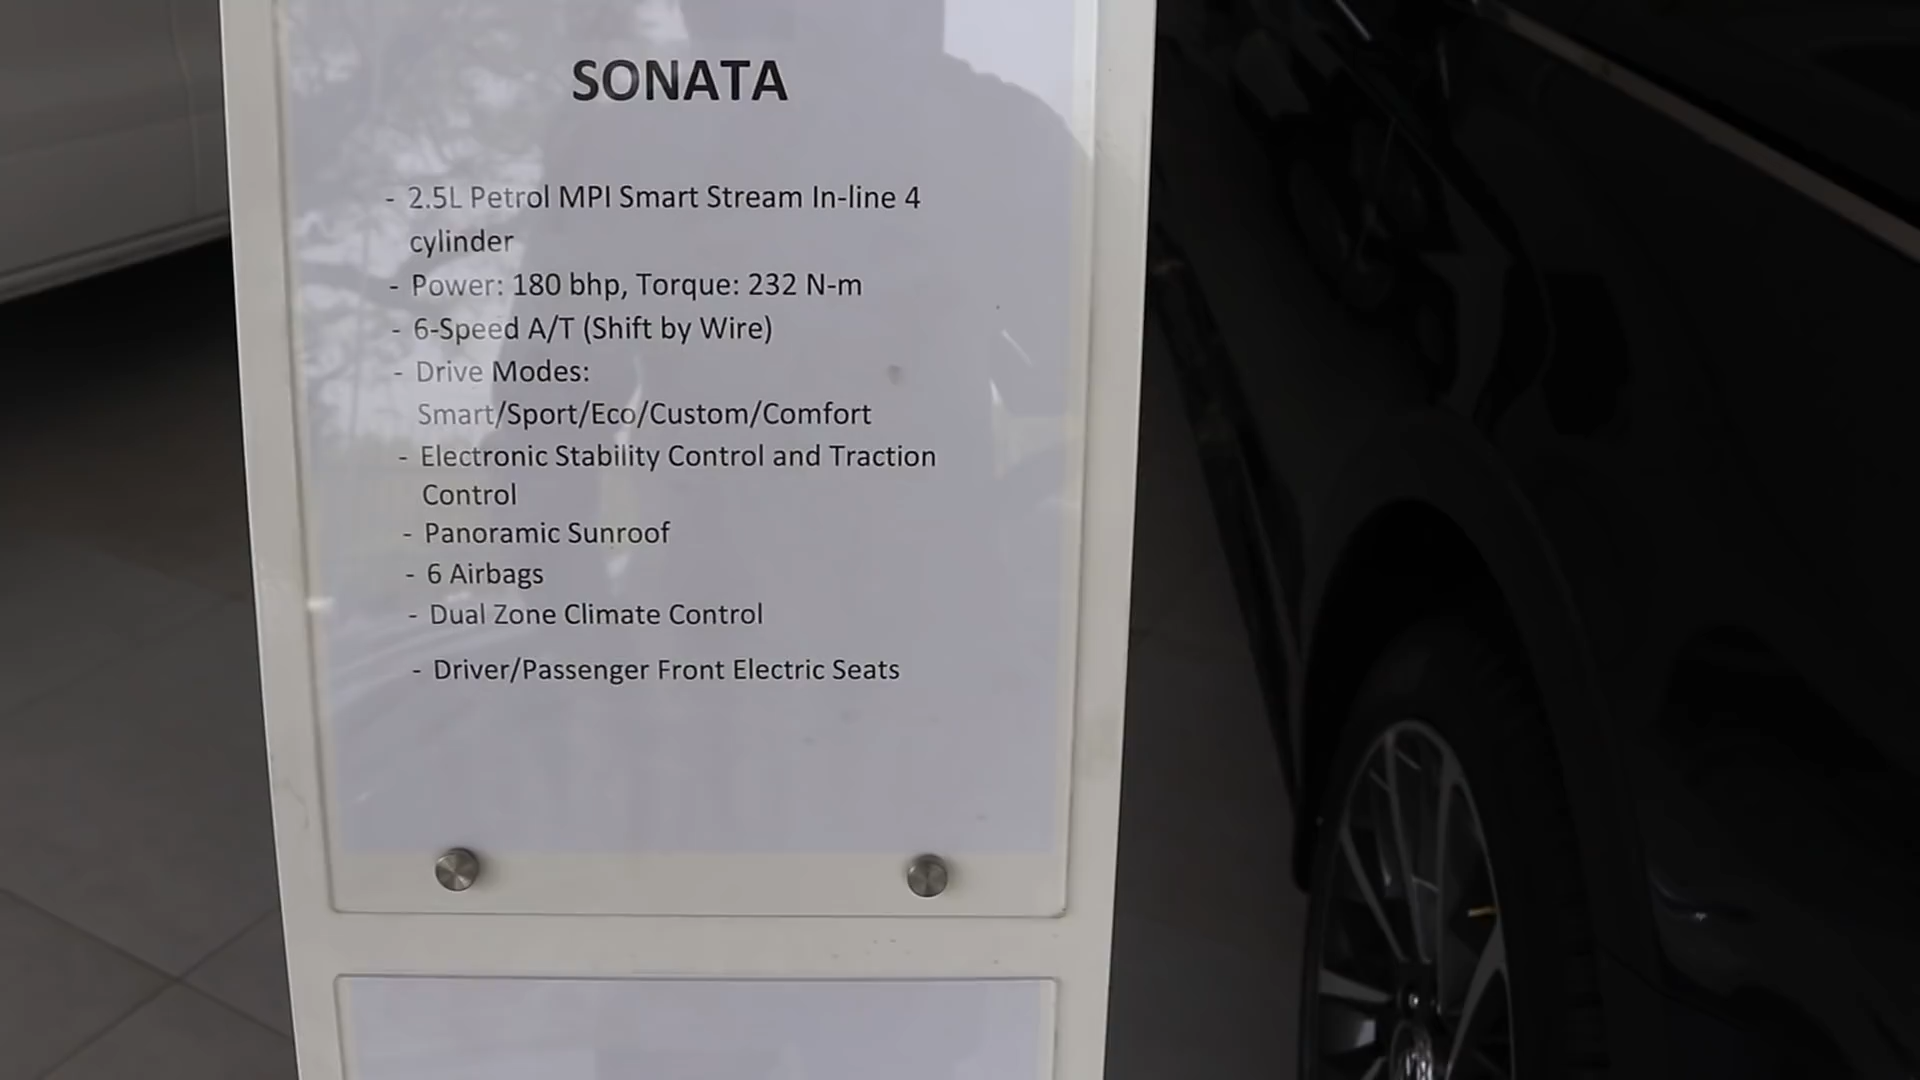 SONATA
- 2.5L Petrol MPI Smart Stream In-line 4
cylinder
- Power: 180 bhp, Torque: 232 N-m
- 6-Speed A/T (Shift by Wire)
- Drive Modes:
Smart/Sport/Eco/Custom/Comfort
- Electronic Stability Control and Traction
Control
- Panoramic Sunroof
- 6 Airbags
- Dual Zone Climate Control
- Driver/Passenger Front Electric Seats